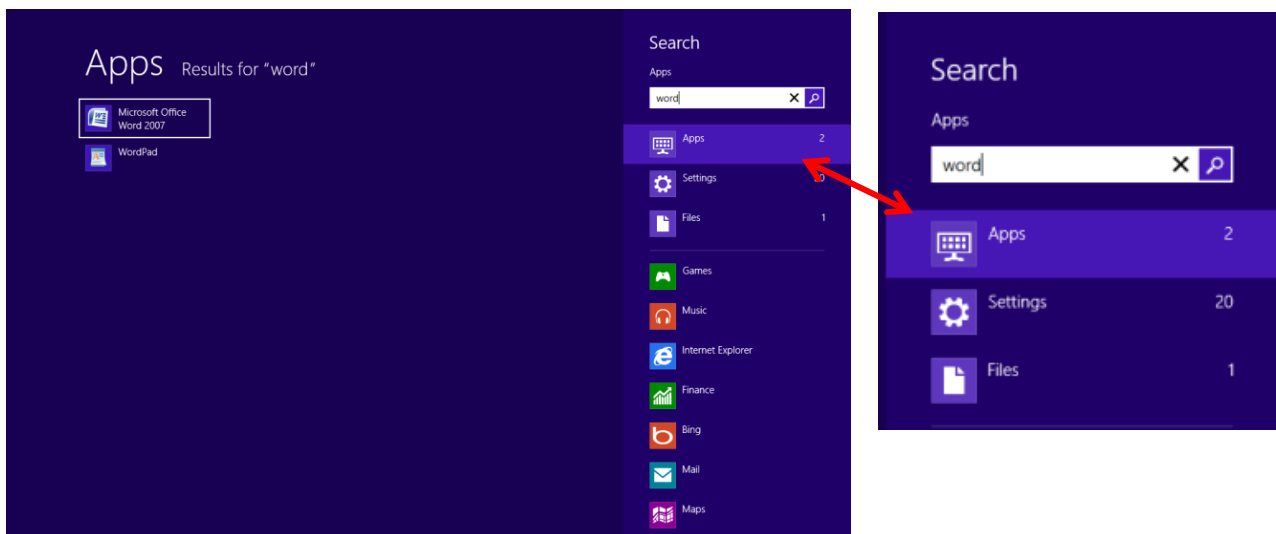 Apps Results for “word”
Microsoft Office
Word 2007
WordPad
Search
Apps
word
Apps 2
Settings 20
Files 1
Games
Music
Internet Explorer
Finance
Bing
Mail
Maps
Search
Apps
word
Apps 2
Settings 20
Files 1